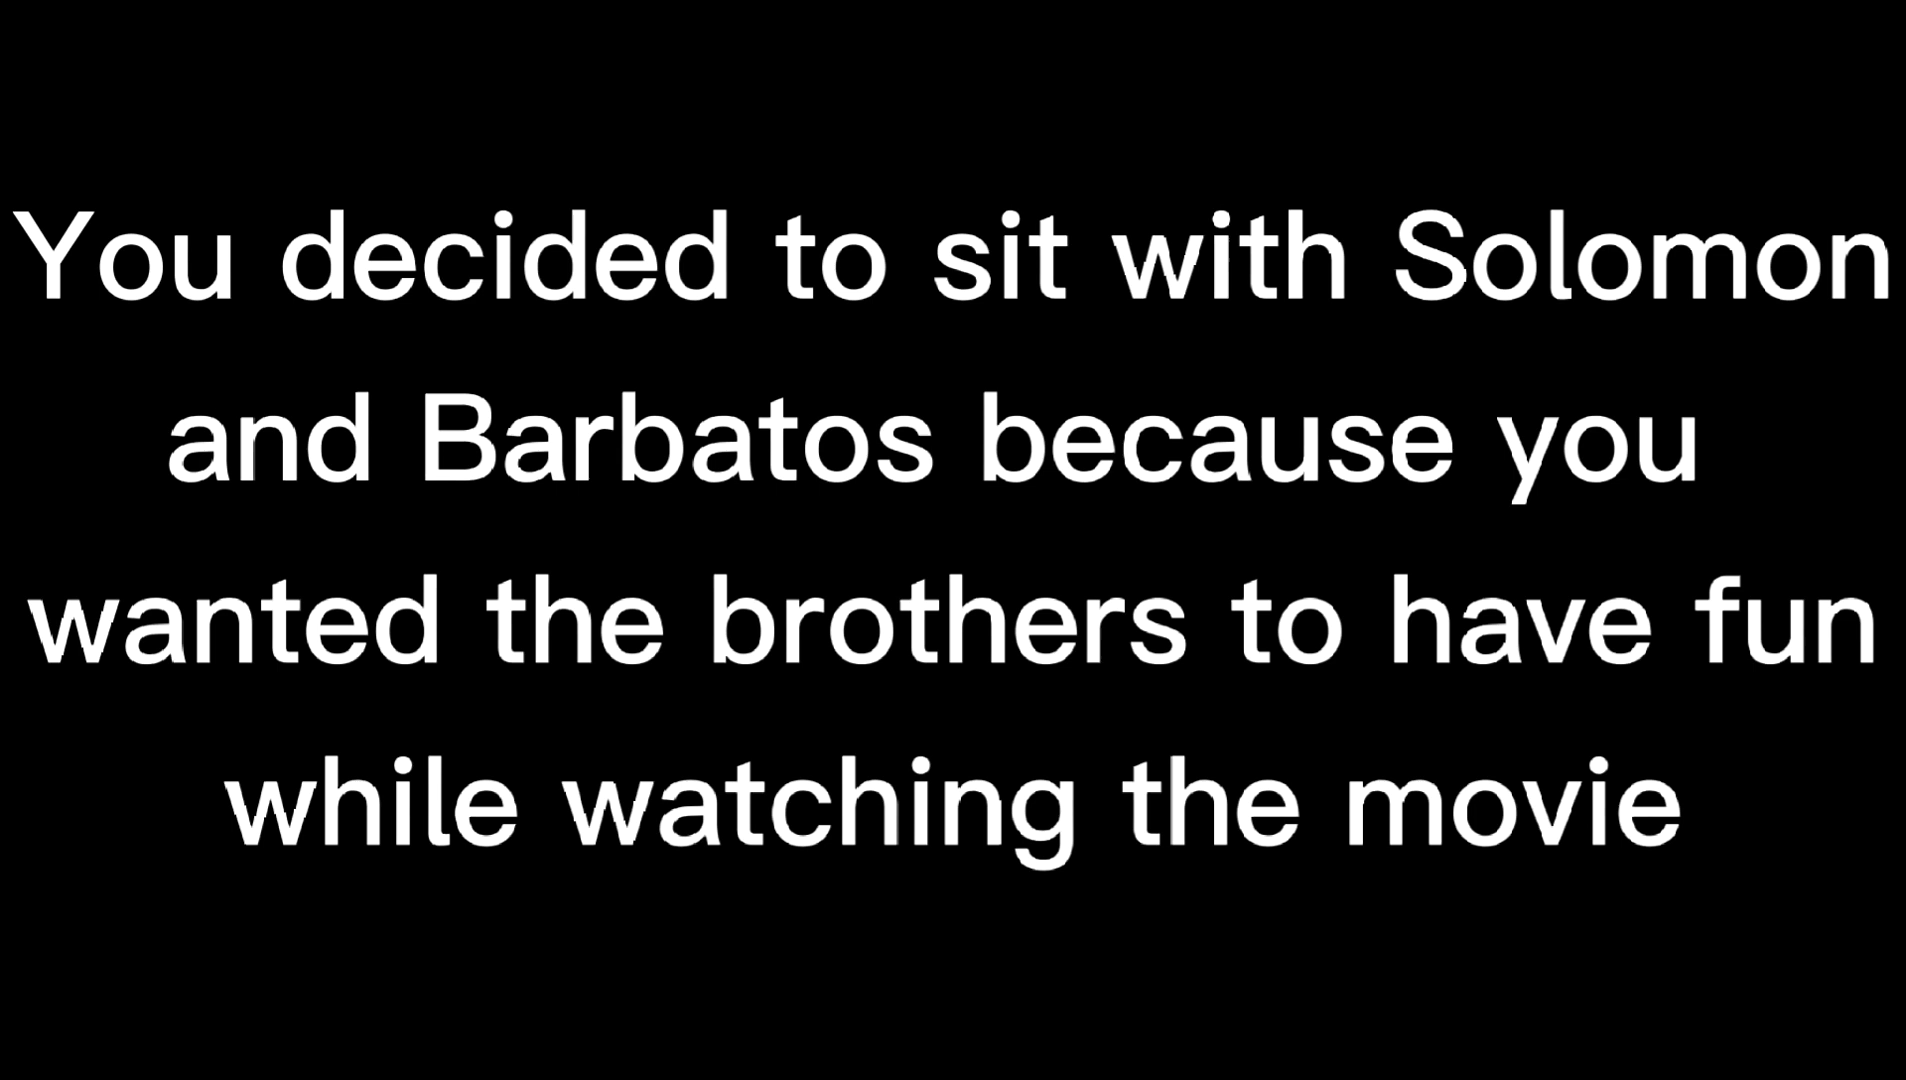 You decided to sit with Solomon
and Barbatos because you
wanted the brothers to have fun
while watching the movie